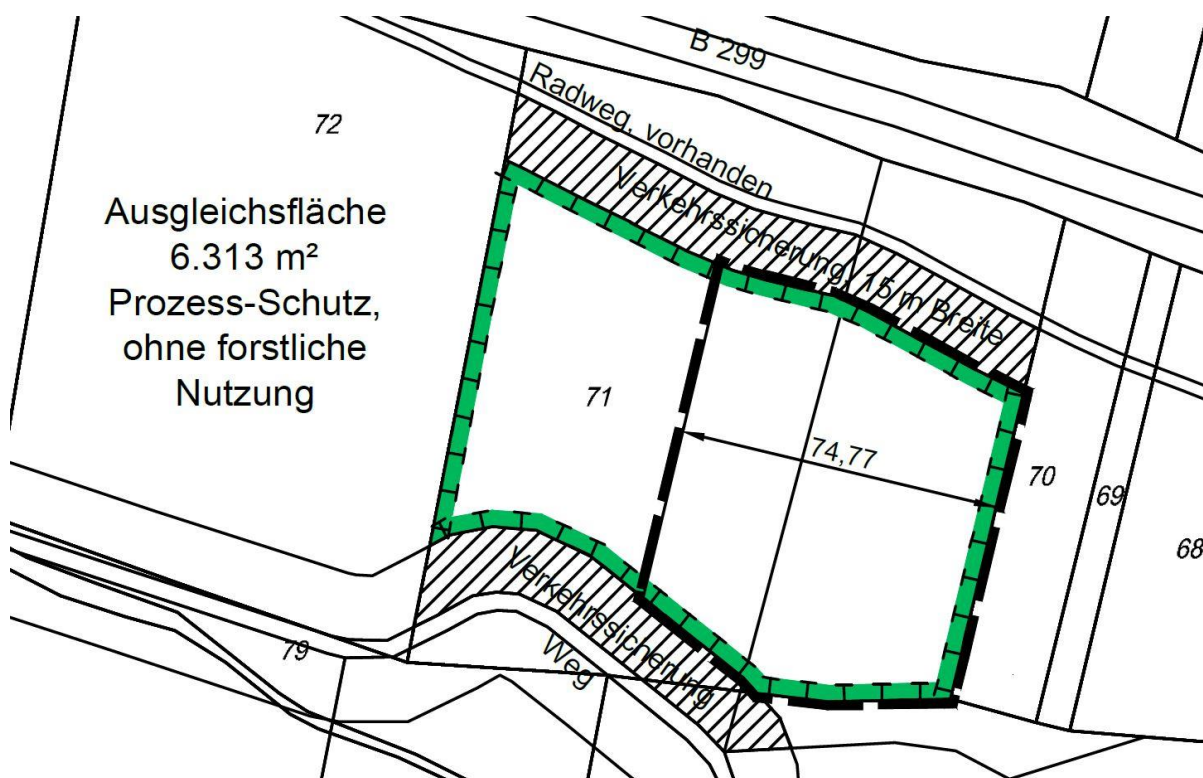 B 299
Radweg, vorhanden
72
Verkehrssicherung, 15 m Breite
Ausgleichsfläche
6.313 m²
Prozess-Schutz,
ohne forstliche
Nutzung
71
74,77
70
69
68
Verkehrssicherung
Weg
79